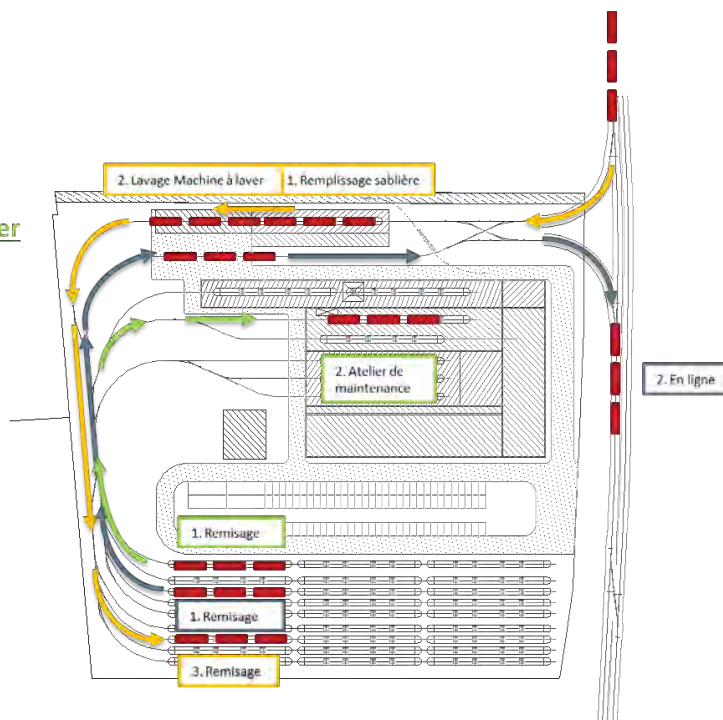 2. Lavage Machine à laver
1. Remplissage sablière
er
2. Atelier de
maintenance
2. En ligne
1. Remisage
1. Remisage
3. Remisage